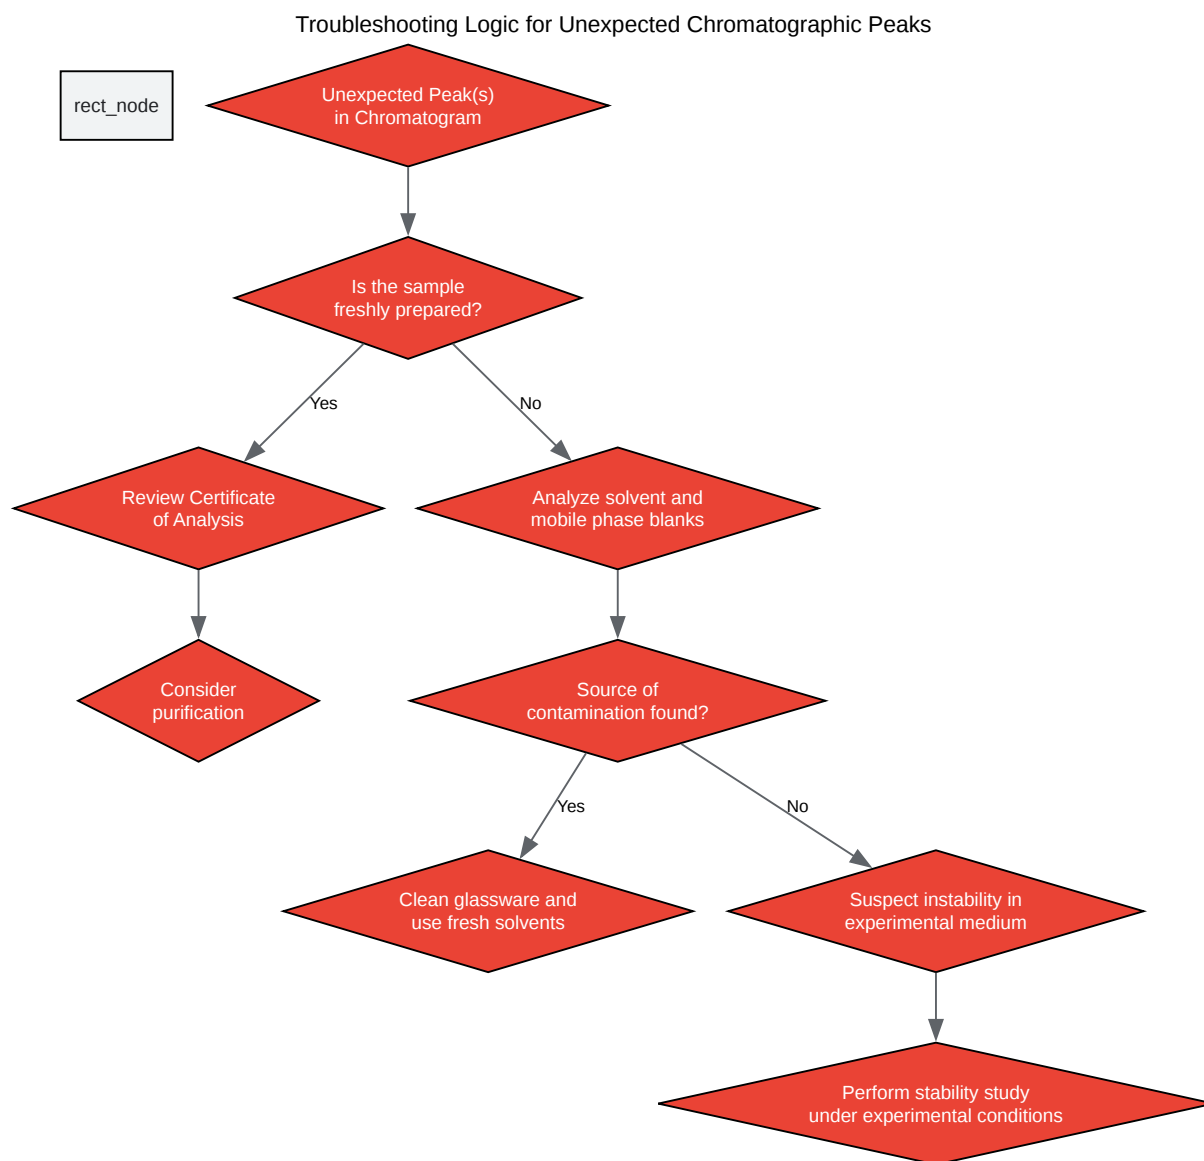 Troubleshooting Logic for Unexpected Chromatographic Peaks
rect_node
Unexpected Peak(s)
in Chromatogram
Is the sample
freshly prepared?
Yes
No
Review Certificate
of Analysis
Analyze solvent and
mobile phase blanks
Consider
purification
Source of
contamination found?
Yes
No
Clean glassware and
use fresh solvents
Suspect instability in
experimental medium
Perform stability study
under experimental conditions